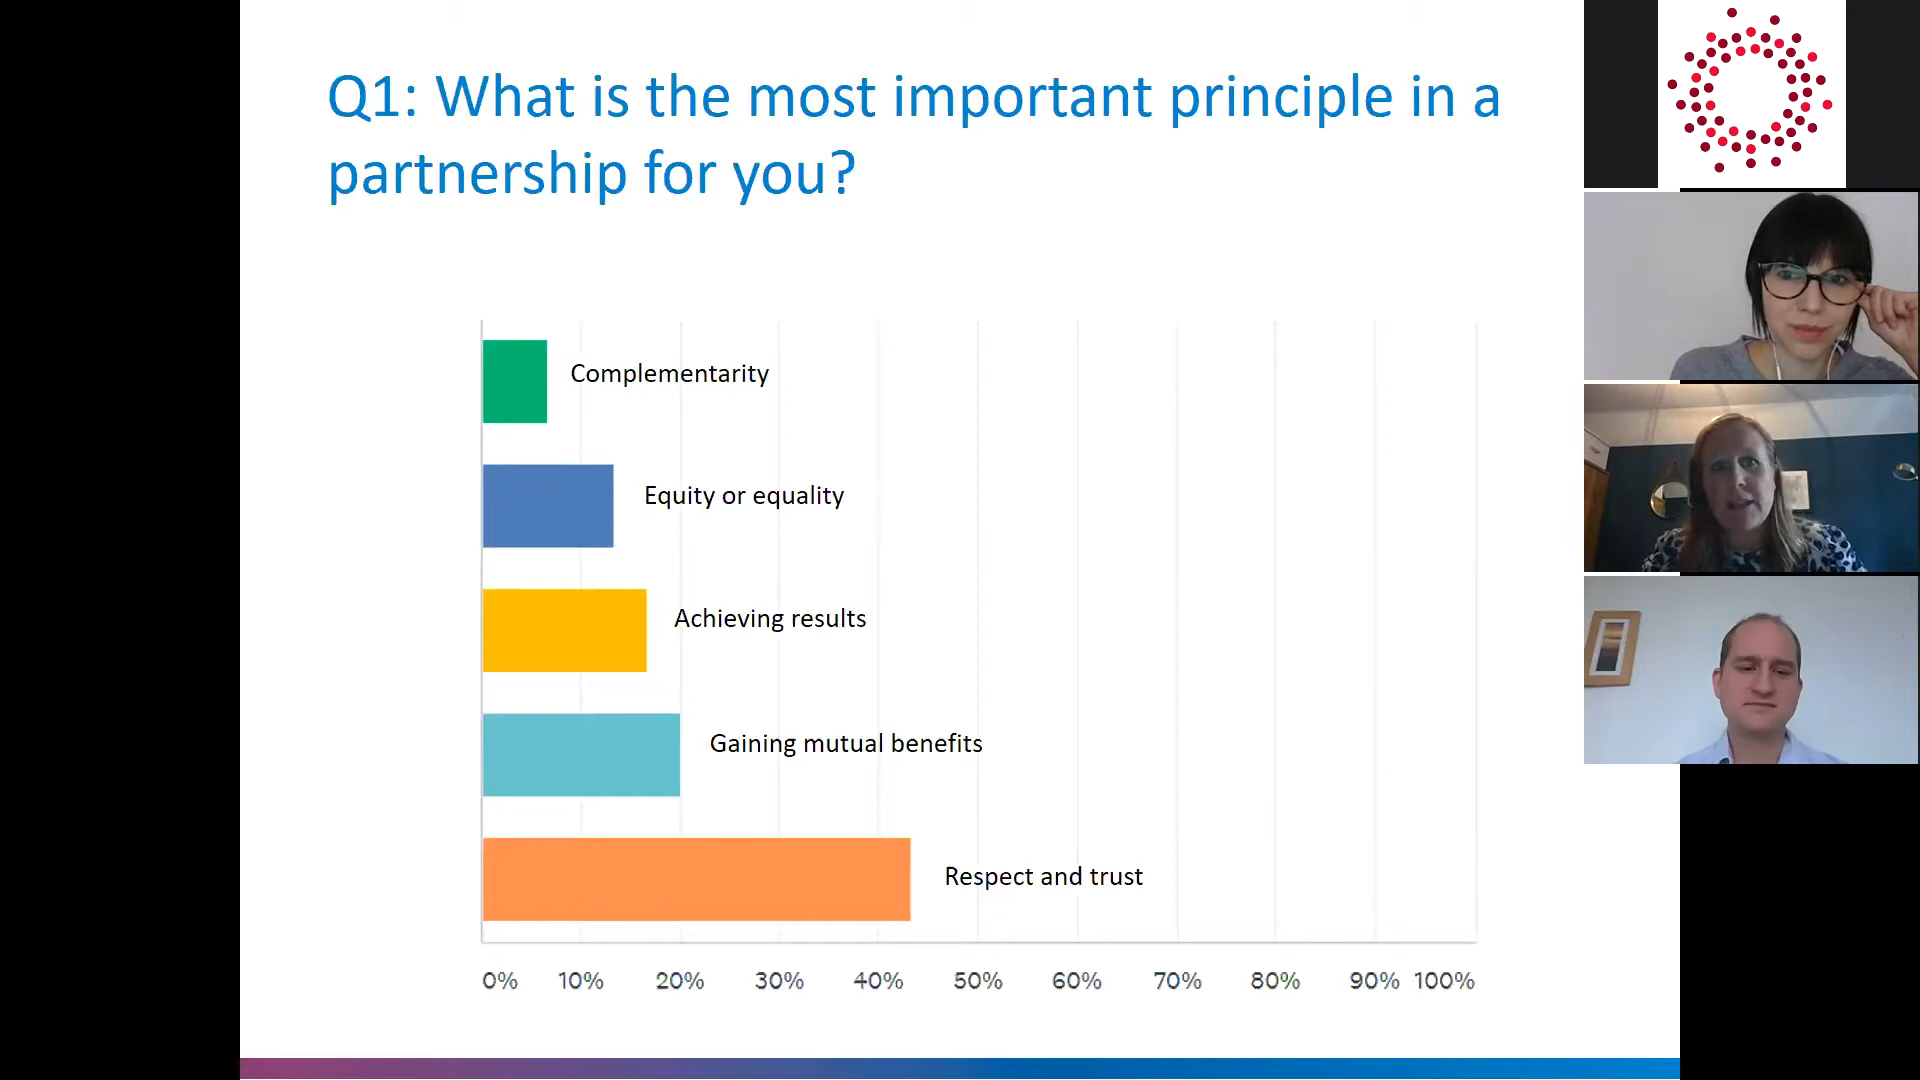 Q1: What is the most important principle in a
partnership for you?
Complementarity
Equity or equality
Achieving results
Gaining mutual benefits
Respect and trust
0% 10% 20% 30% 40% 50% 60% 70% 80% 90% 100%